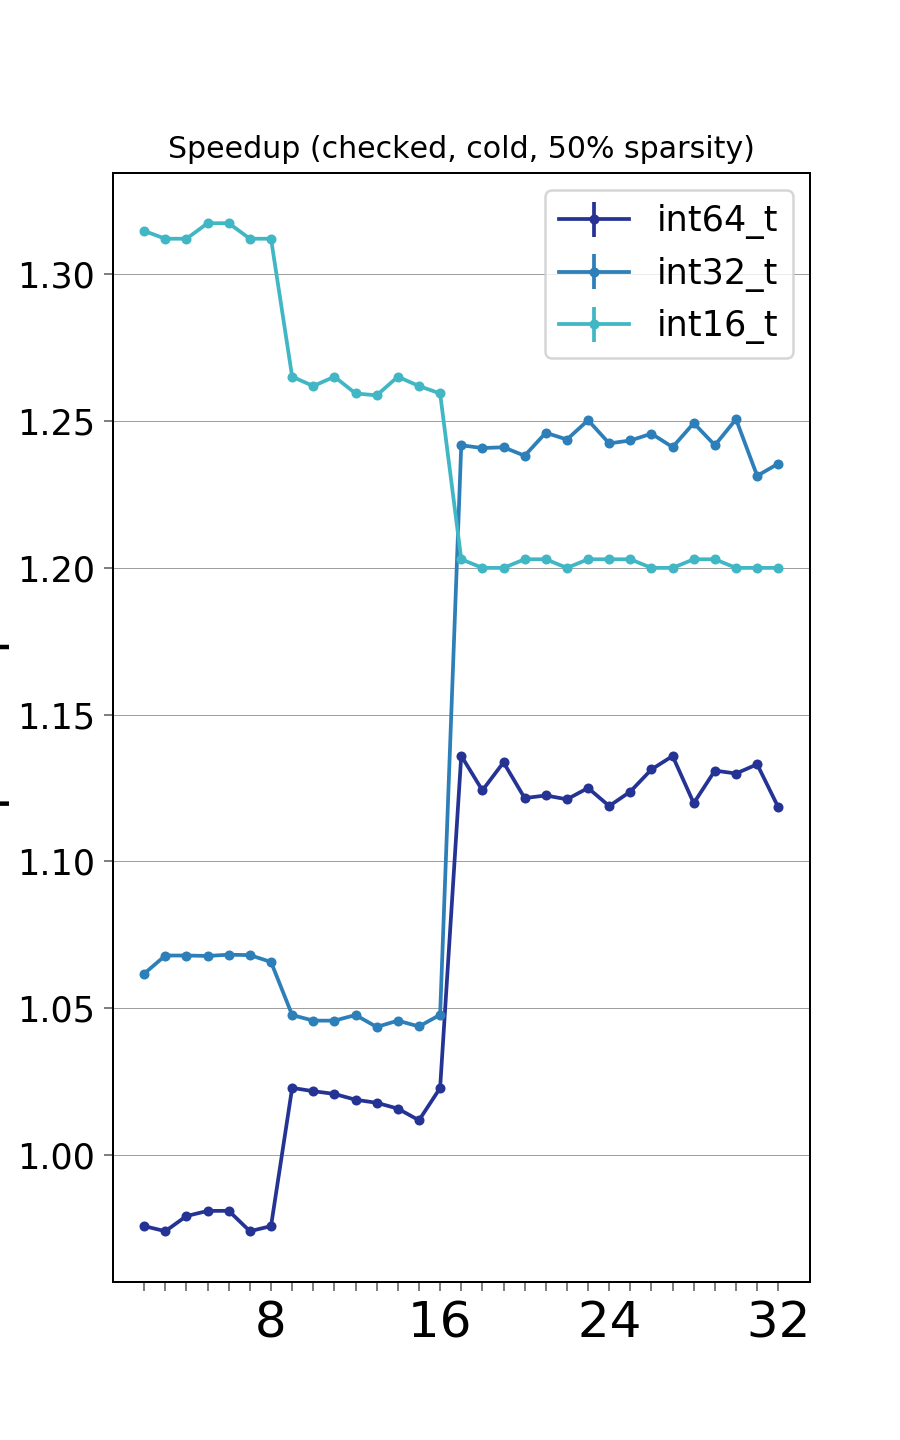 Speedup (checked, cold, 50% sparsity)
int64_t
int32_t
int16_t
1.30
1.25
1.20
1.15
1.10
1.05
1.00
8 16 24 32